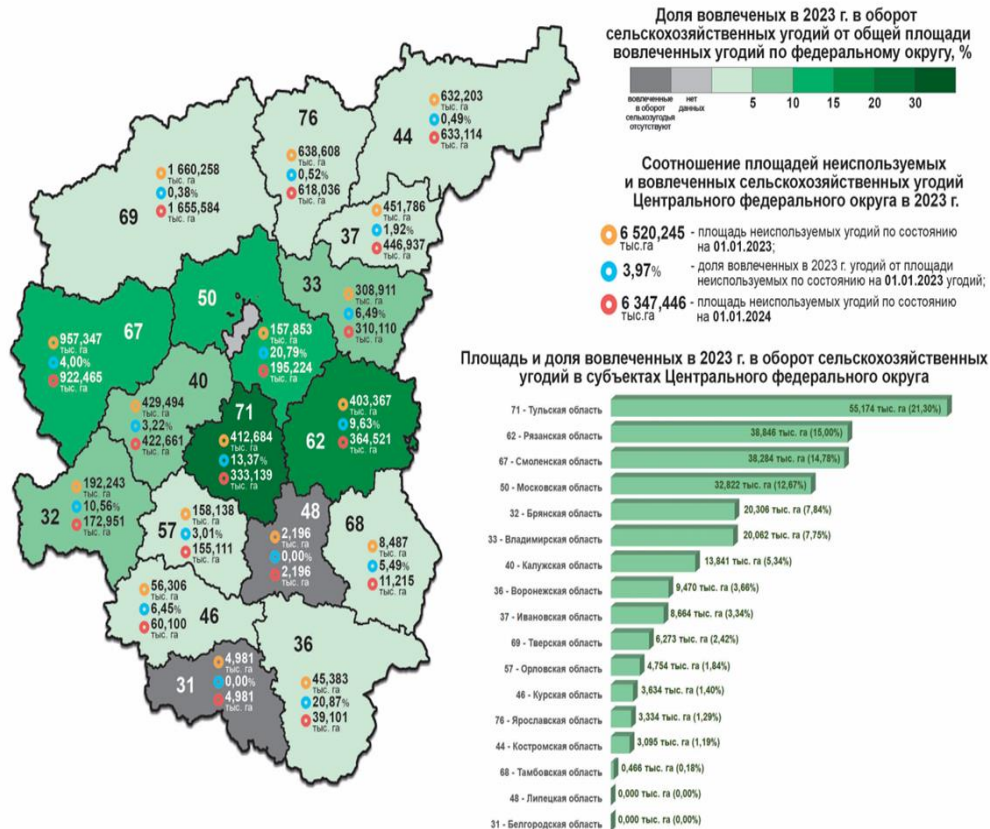 Доля вовлеченых в 2023 г. в оборот
сельскохозяйственных угодий от общей площади
вовлеченных угодий по федеральному округу, %
вовлеченные
в оборот
сельхозугодья
отсутствуют
нет
данных
5 10 15 20 30
Соотношение площадей неиспользуемых
и вовлеченных сельскохозяйственных угодий
Центрального федерального округа в 2023 г.
6 520,245
тыс.га
- площадь неиспользуемых угодий по состоянию
на 01.01.2023;
3,97%
- доля вовлеченных в 2023 г. угодий от площади
неиспользуемых по состоянию на 01.01.2023 угодий;
6 347,446
тыс.га
- площадь неиспользуемых угодий по состоянию
на 01.01.2024
69
1 660,258
тыс. га
0,38%
1 655,584
тыс. га
76
638,608
тыс. га
0,52%
618,036
тыс. га
44
632,203
тыс. га
0,49%
633,114
тыс. га
37
451,786
тыс. га
1,92%
446,937
тыс. га
33
308,911
тыс. га
6,49%
310,110
тыс. га
50
157,853
тыс. га
20,79%
195,224
тыс. га
67
957,347
тыс. га
4,00%
922,465
тыс. га
40
429,494
тыс. га
3,22%
422,661
тыс. га
71
412,684
тыс. га
13,37%
333,139
тыс. га
62
403,367
тыс. га
9,63%
364,521
тыс. га
32
192,243
тыс. га
10,56%
172,951
тыс. га
57
158,138
тыс. га
3,01%
155,111
тыс. га
48
2,196
тыс. га
0,00%
2,196
тыс. га
68
8,487
тыс. га
5,49%
11,215
тыс. га
46
56,306
тыс. га
6,45%
60,100
тыс. га
31
4,981
тыс. га
0,00%
4,981
тыс. га
36
45,383
тыс. га
20,87%
39,101
тыс. га
Площадь и доля вовлеченных в 2023 г. в оборот сельскохозяйственных
угодий в субъектах Центрального федерального округа
71 - Тульская область 55,174 тыс. га (21,30%)
62 - Рязанская область 38,846 тыс. га (15,00%)
67 - Смоленская область 38,284 тыс. га (14,78%)
50 - Московская область 32,822 тыс. га (12,67%)
32 - Брянская область 20,306 тыс. га (7,84%)
33 - Владимирская область 20,062 тыс. га (7,75%)
40 - Калужская область 13,841 тыс. га (5,34%)
36 - Воронежская область 9,470 тыс. га (3,66%)
37 - Ивановская область 8,664 тыс. га (3,34%)
69 - Тверская область 6,273 тыс. га (2,42%)
57 - Орловская область 4,754 тыс. га (1,84%)
46 - Курская область 3,634 тыс. га (1,40%)
76 - Ярославская область 3,334 тыс. га (1,29%)
44 - Костромская область 3,095 тыс. га (1,19%)
68 - Тамбовская область 0,466 тыс. га (0,18%)
48 - Липецкая область 0,000 тыс. га (0,00%)
31 - Белгородская область 0,000 тыс. га (0,00%)